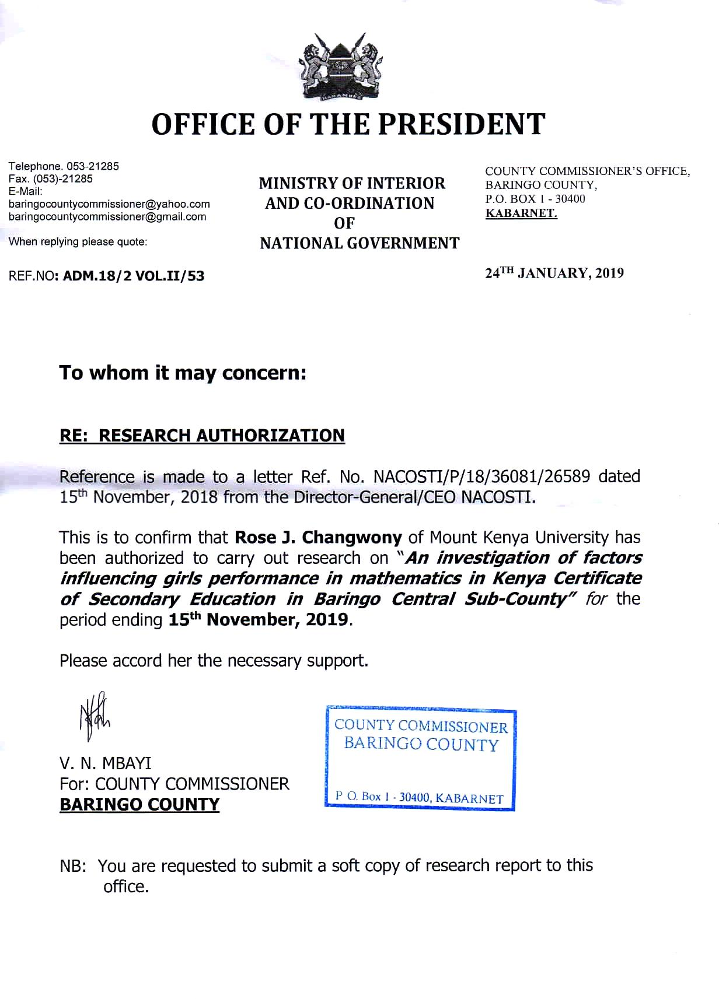 HARAMBEE
OFFICE OF THE PRESIDENT
Telephone. 053-21285
Fax. (053)-21285
E-Mail:
baringocountycommissioner@yahoo.com
baringocountycommissioner@gmail.com
When replying please quote:
REF.NO: ADM.18/2 VOL.II/53
MINISTRY OF INTERIOR
AND CO-ORDINATION
OF
NATIONAL GOVERNMENT
COUNTY COMMISSIONER'S OFFICE,
BARINGO COUNTY,
P.O. BOX 1 - 30400
KABARNET.
24TH JANUARY, 2019
To whom it may concern:
RE: RESEARCH AUTHORIZATION
Reference is made to a letter Ref. No. NACOSTI/P/18/36081/26589 dated
15th November, 2018 from the Director-General/CEO NACOSTI.
This is to confirm that Rose J. Changwony of Mount Kenya University has
been authorized to carry out research on "An investigation of factors
influencing girls performance in mathematics in Kenya Certificate
of Secondary Education in Baringo Central Sub-County" for the
period ending 15th November, 2019.
Please accord her the necessary support.
V. N. MBAYI
For: COUNTY COMMISSIONER
BARINGO COUNTY
COUNTY COMMISSIONER
BARINGO COUNTY
P O. Box 1 - 30400, KABARNET
NB: You are requested to submit a soft copy of research report to this
office.